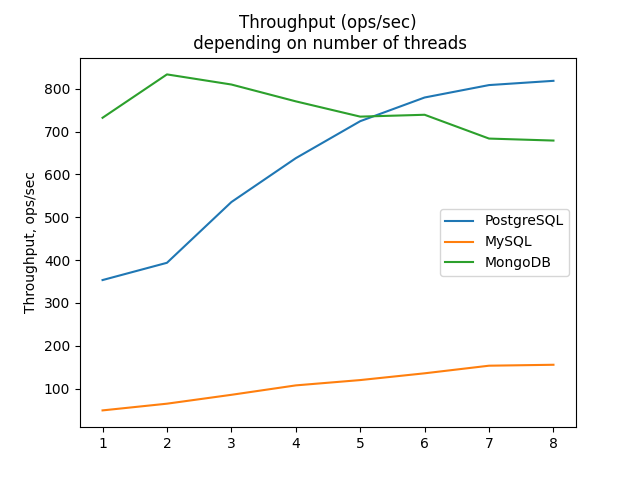 Throughput (ops/sec)
depending on number of threads
Throughput, ops/sec
800
700
600
500
400
300
200
100
PostgreSQL
MySQL
MongoDB
1 2 3 4 5 6 7 8